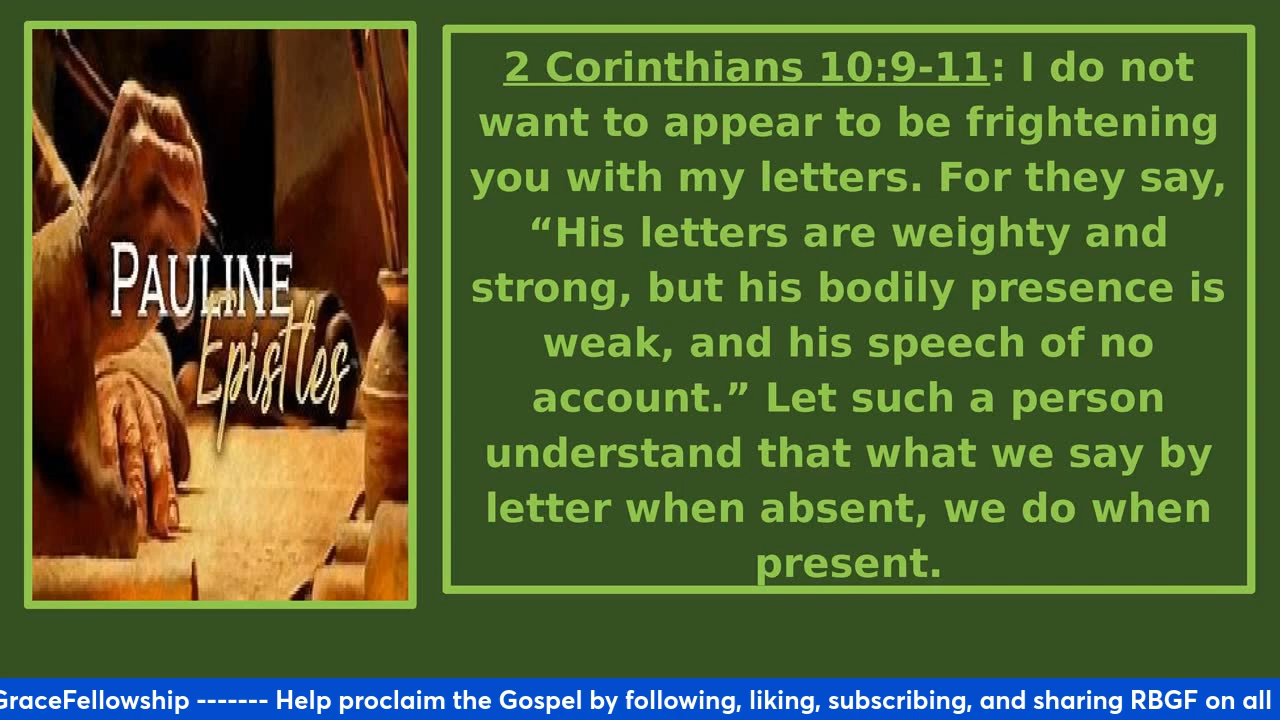 PAULINE
Epistles
2 Corinthians 10:9-11: I do not
want to appear to be frightening
you with my letters. For they say,
“His letters are weighty and
strong, but his bodily presence is
weak, and his speech of no
account.” Let such a person
understand that what we say by
letter when absent, we do when
present.
GraceFellowship ------- Help proclaim the Gospel by following, liking, subscribing, and sharing RBGF on all